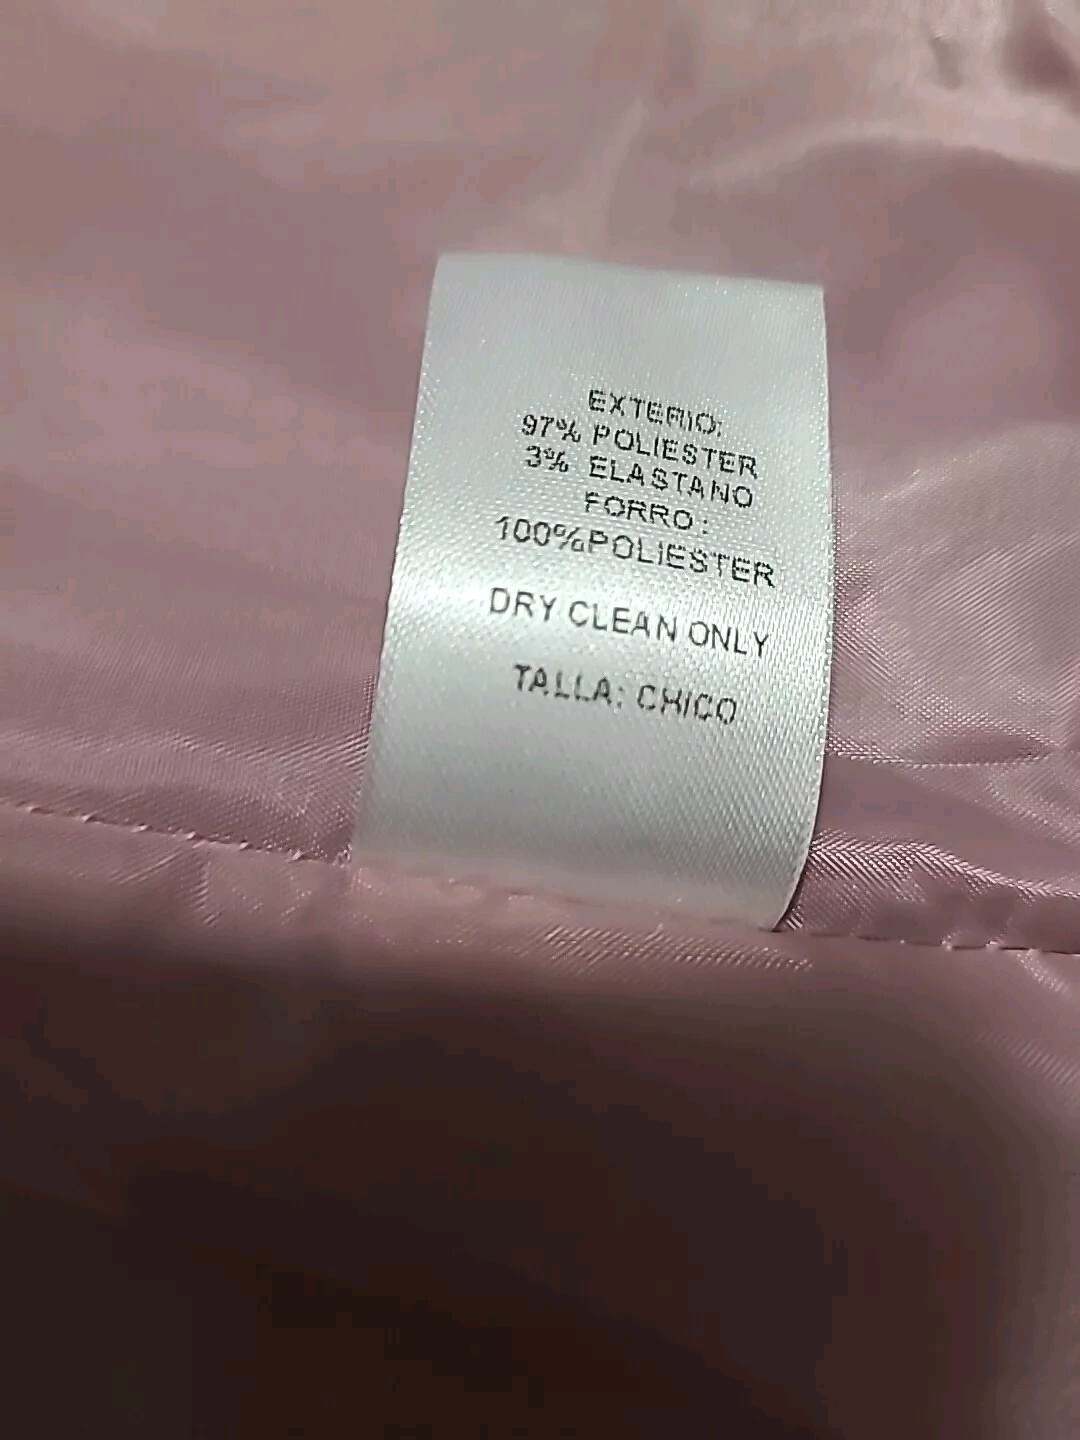 EXTERIO:
97% POLIESTER
3% ELASTANO
FORRO:
100%POLIESTER
DRY CLEAN ONLY
TALLA: CHICO